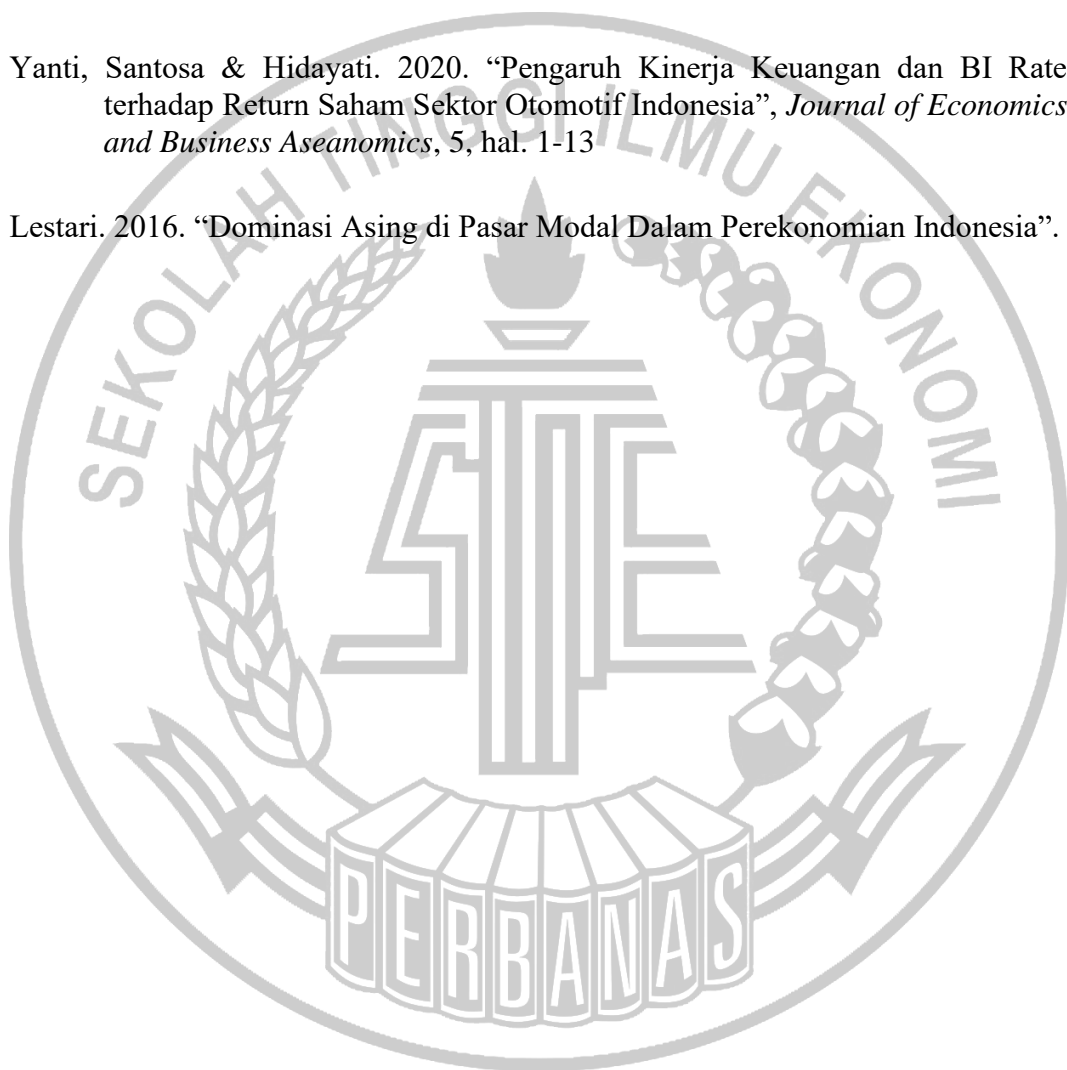 Yanti, Santosa & Hidayati. 2020. “Pengaruh Kinerja Keuangan dan BI Rate
terhadap Return Saham Sektor Otomotif Indonesia”, Journal of Economics
and Business Aseanomics, 5, hal. 1-13
Lestari. 2016. “Dominasi Asing di Pasar Modal Dalam Perekonomian Indonesia”.
SEKOLAH TINGGI ILMU EKONOMI
STIE
PERBANAS